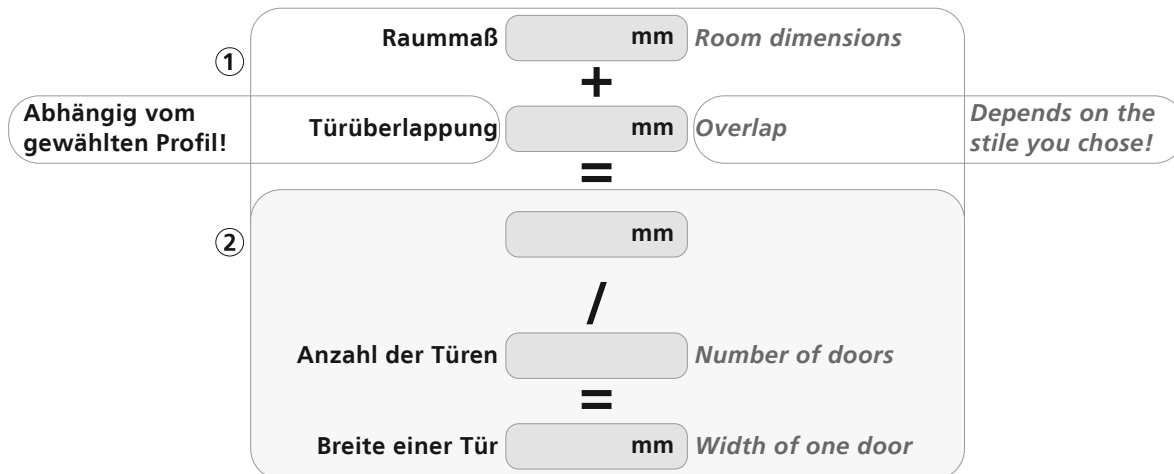 ①
Raummaß mm Room dimensions
+
Abhängig vom
gewählten Profil!
Türüberlappung mm Overlap
Depends on the
stile you chose!
=
②
mm
/
Anzahl der Türen Number of doors
=
Breite einer Tür mm Width of one door